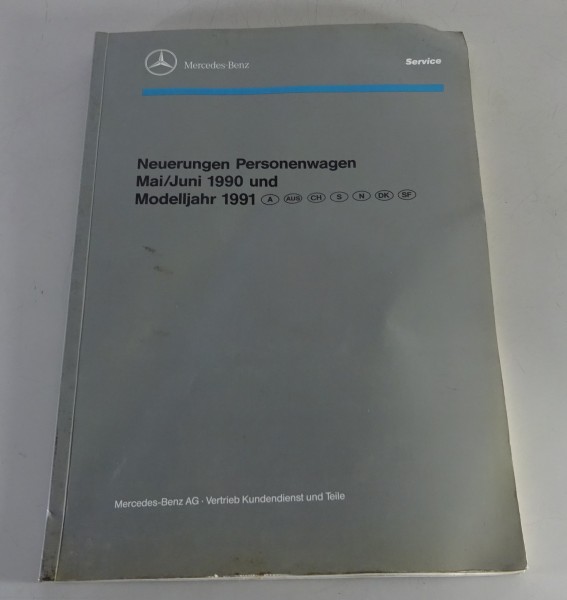 Mercedes-Benz
Service
Neuerungen Personenwagen
Mai/Juni 1990 und
Modelljahr 1991 A AUS CH S N DK SF
Mercedes-Benz AG · Vertrieb Kundendienst und Teile